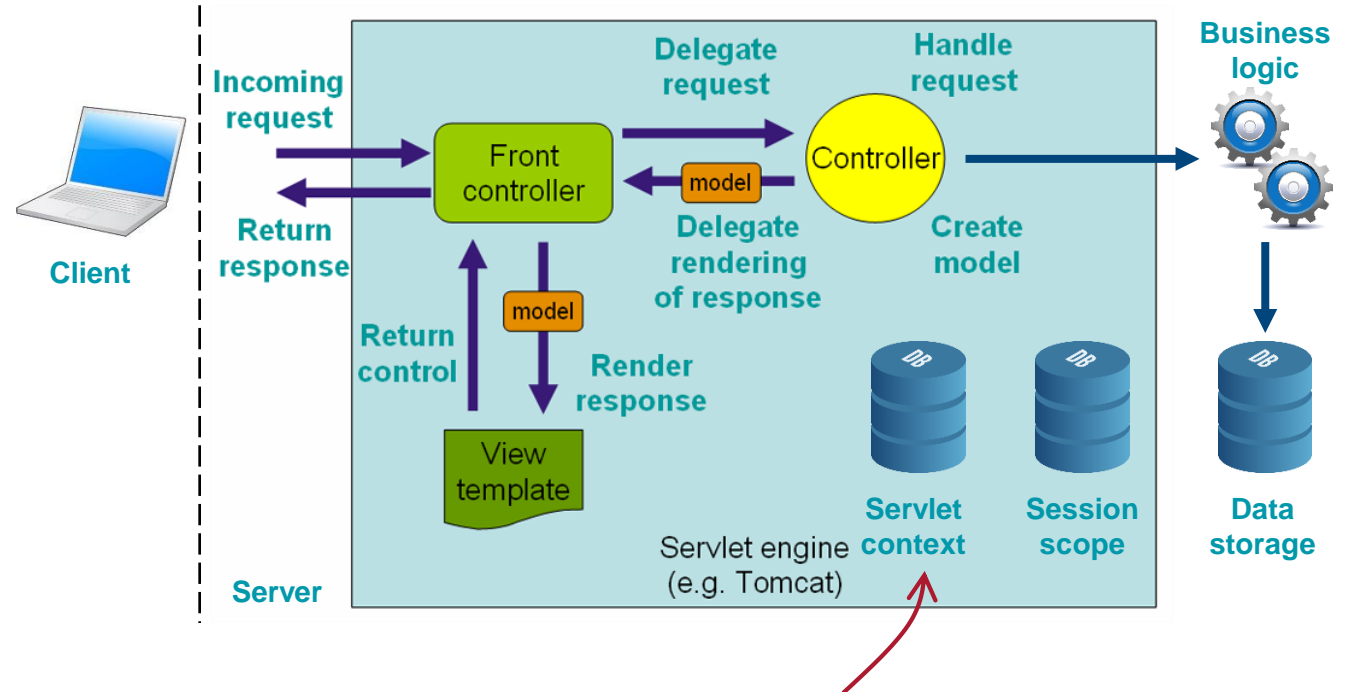 Business
logic
Delegate
request
Handle
request
Incoming
request
Front
controller
Controller
model
Return
response
Delegate
rendering
of response
Create
model
Client
model
Return
control
Render
response
DB
DB
DB
View
template
Servlet
context
Session
scope
Data
storage
Servlet engine
(e.g. Tomcat)
Server